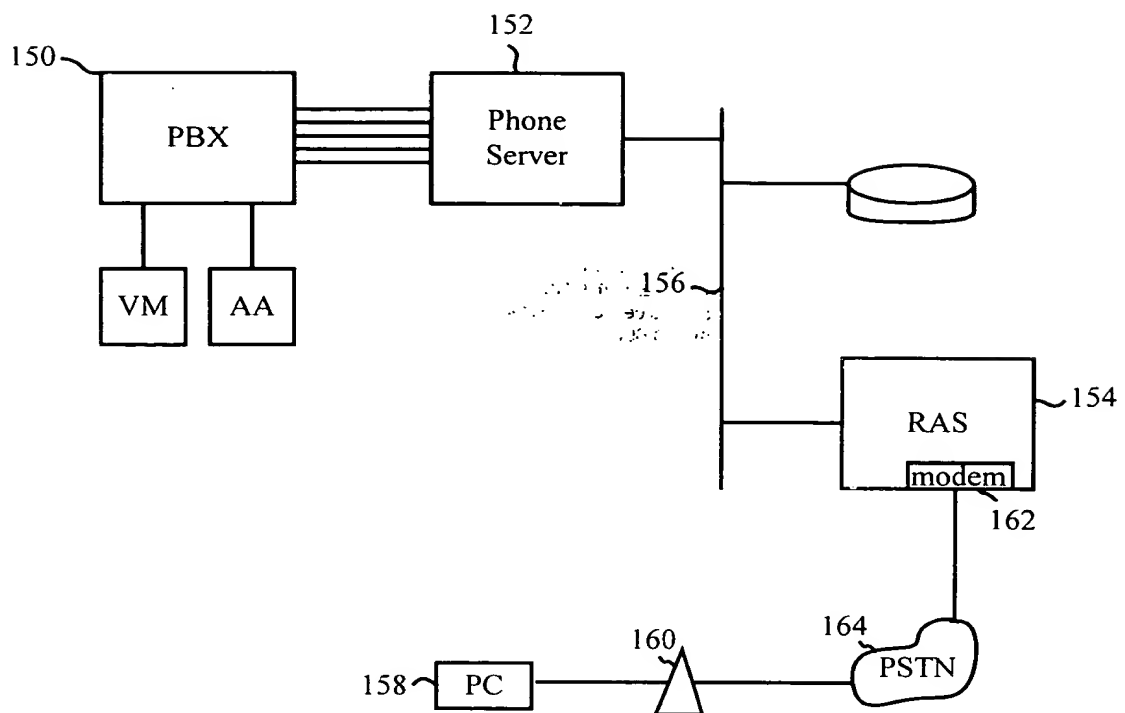 152
150
PBX
Phone
Server
VM
AA
156
RAS
154
modem
162
164
PSTN
160
158
PC